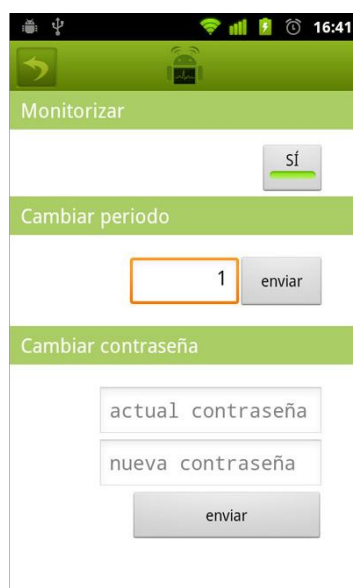 16:41
Monitorizar
SÍ
Cambiar periodo
1 enviar
Cambiar contraseña
actual contraseña
nueva contraseña
enviar